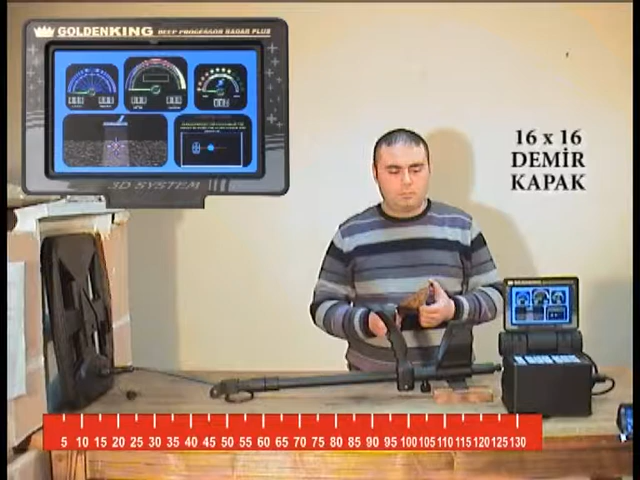 GOLDENKING DEEP PROCESSOR RADAR PLUS
3D SYSTEM
16 x 16
DEMİR
KAPAK
5 10 15 20 25 30 35 40 45 50 55 60 65 70 75 80 85 90 95 100 105 110 115 120 125 130